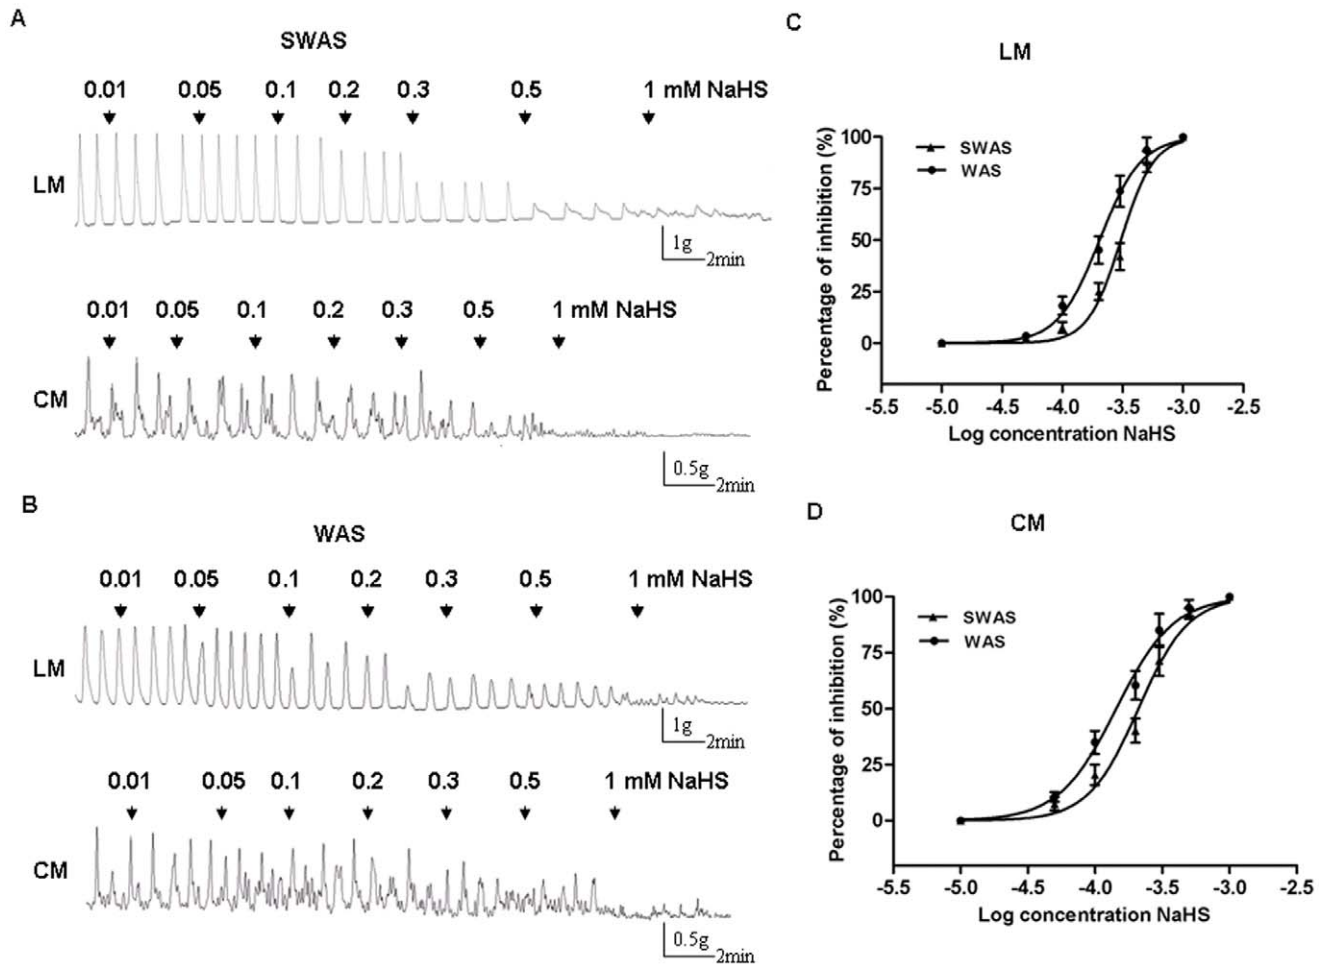 A
SWAS
0.01 0.05 0.1 0.2 0.3 0.5 1 mM NaHS
LM
1g
2min
0.01 0.05 0.1 0.2 0.3 0.5 1 mM NaHS
CM
0.5g
2min
B
WAS
0.01 0.05 0.1 0.2 0.3 0.5 1 mM NaHS
LM
1g
2min
0.01 0.05 0.1 0.2 0.3 0.5 1 mM NaHS
CM
0.5g
2min
C
LM
Percentage of inhibition (%)
100
75
50
25
0
SWAS
WAS
-5.5 -5.0 -4.5 -4.0 -3.5 -3.0 -2.5
Log concentration NaHS
D
CM
Percentage of inhibition (%)
100
75
50
25
0
SWAS
WAS
-5.5 -5.0 -4.5 -4.0 -3.5 -3.0 -2.5
Log concentration NaHS